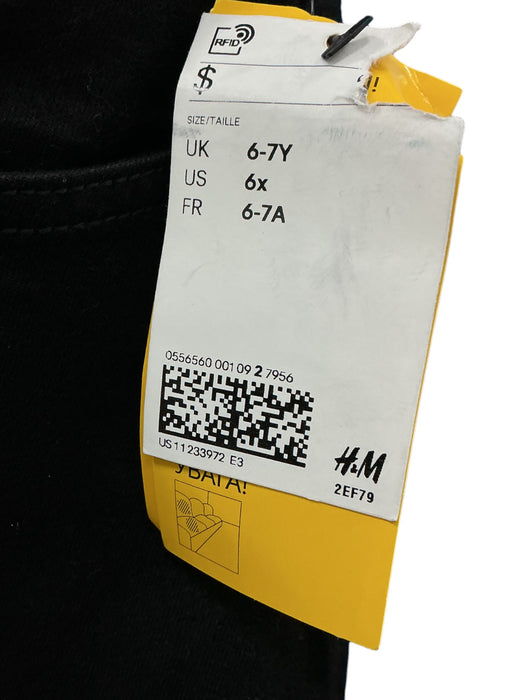 RFID
$
SIZE/TAILLE
UK 6-7Y
US 6x
FR 6-7A
0556560 001 09 2 7956
US 11233972 E3
H&M
2EF79
УВАГА!